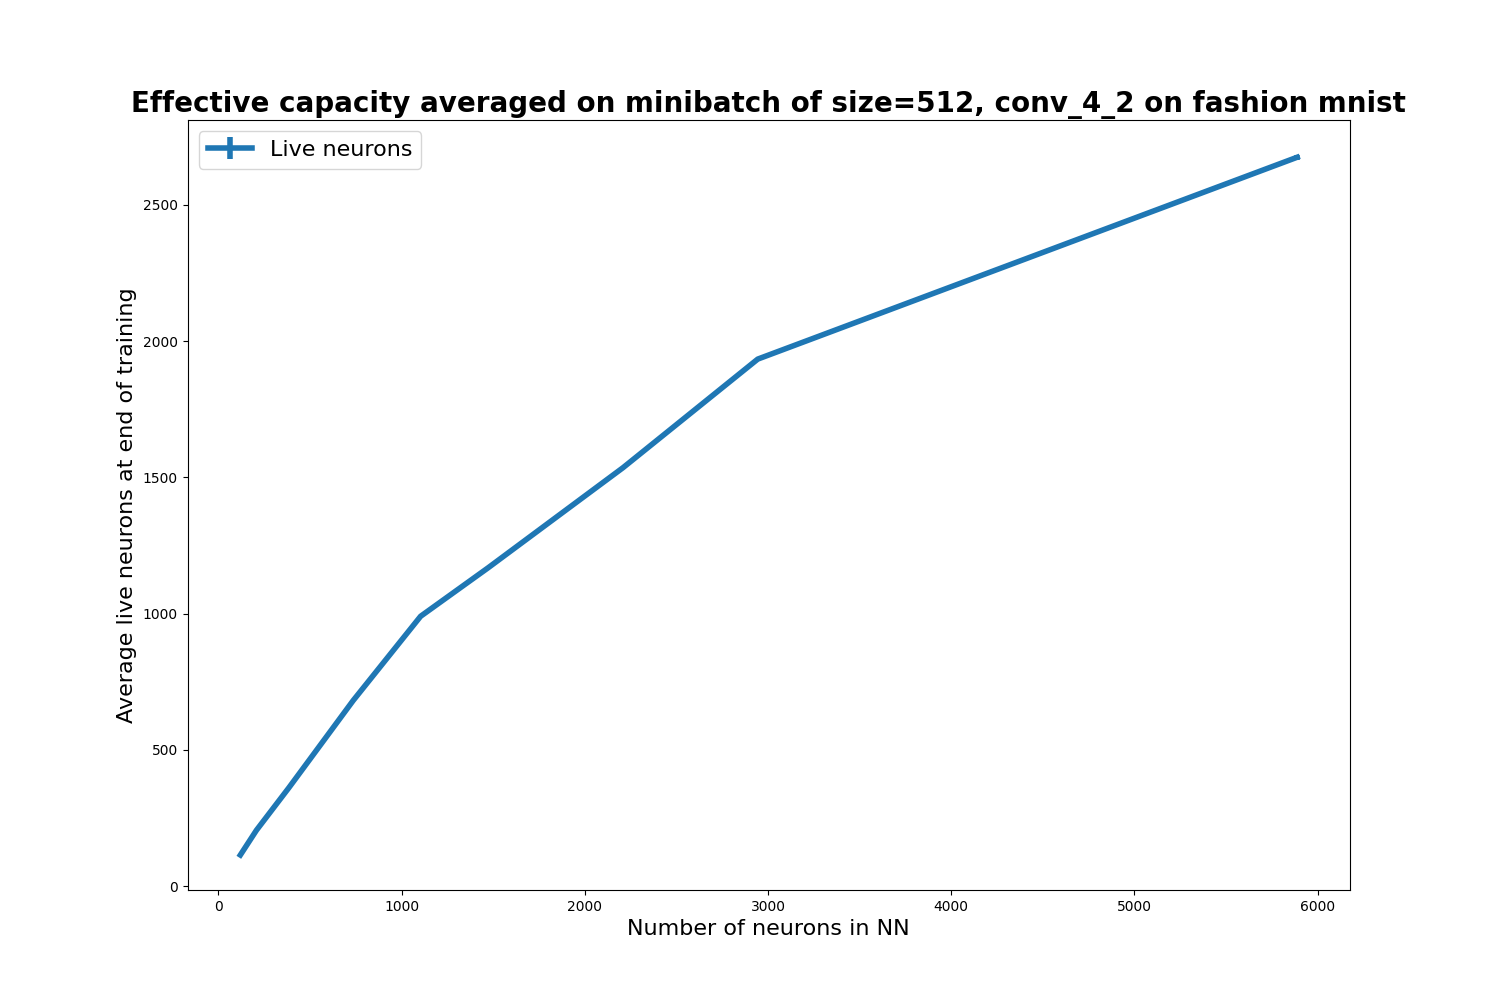 Effective capacity averaged on minibatch of size=512, conv_4_2 on fashion mnist
Live neurons
2500
2000
1500
1000
500
0
Average live neurons at end of training
0 1000 2000 3000 4000 5000 6000
Number of neurons in NN